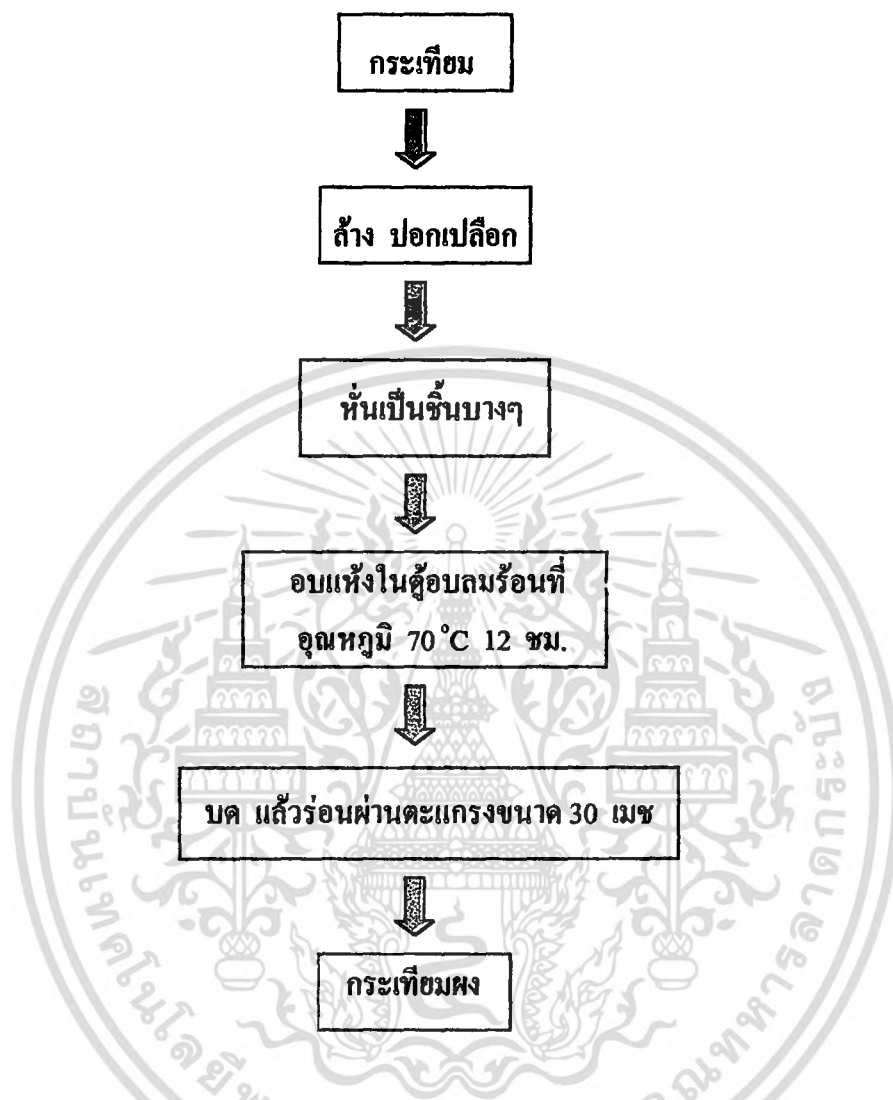 กระเทียม
ล้าง ปอกเปลือก
หั่นเป็นชิ้นบางๆ
อบแห้งในตู้อบลมร้อนที่
อุณหภูมิ 70 °C 12 ชม.
บด แล้วร่อนผ่านตะแกรงขนาด 30 เมช
กระเทียมผง